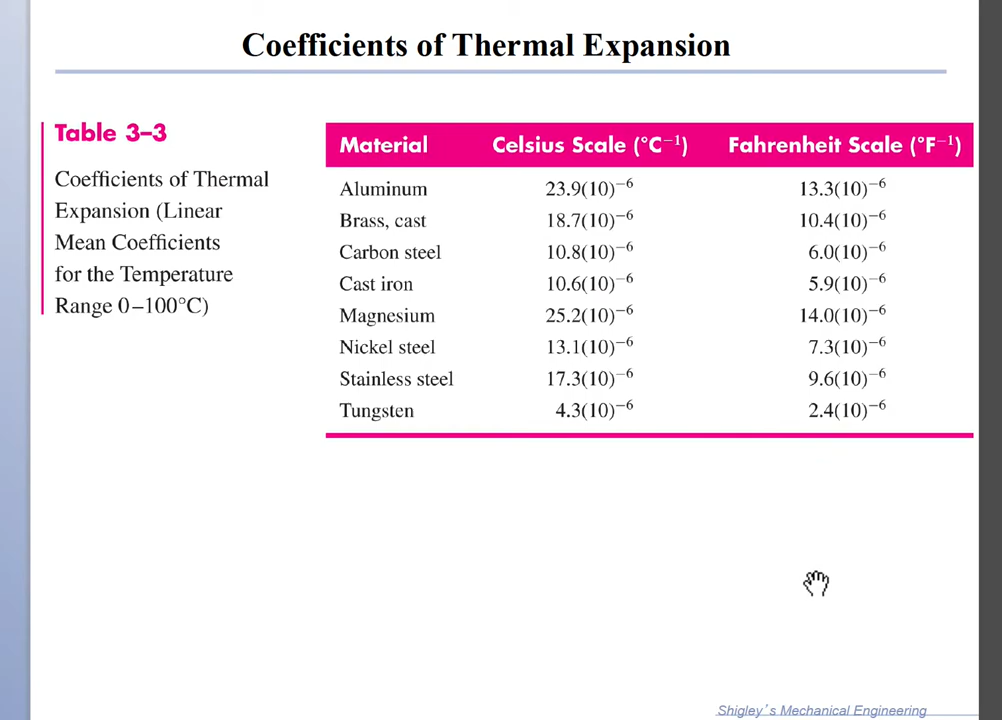 Coefficients of Thermal Expansion
Table 3–3
Coefficients of Thermal
Expansion (Linear
Mean Coefficients
for the Temperature
Range 0–100°C)
Material Celsius Scale (°C⁻¹) Fahrenheit Scale (°F⁻¹)
Aluminum 23.9(10)⁻⁶ 13.3(10)⁻⁶
Brass, cast 18.7(10)⁻⁶ 10.4(10)⁻⁶
Carbon steel 10.8(10)⁻⁶ 6.0(10)⁻⁶
Cast iron 10.6(10)⁻⁶ 5.9(10)⁻⁶
Magnesium 25.2(10)⁻⁶ 14.0(10)⁻⁶
Nickel steel 13.1(10)⁻⁶ 7.3(10)⁻⁶
Stainless steel 17.3(10)⁻⁶ 9.6(10)⁻⁶
Tungsten 4.3(10)⁻⁶ 2.4(10)⁻⁶
Shigley's Mechanical Engineering